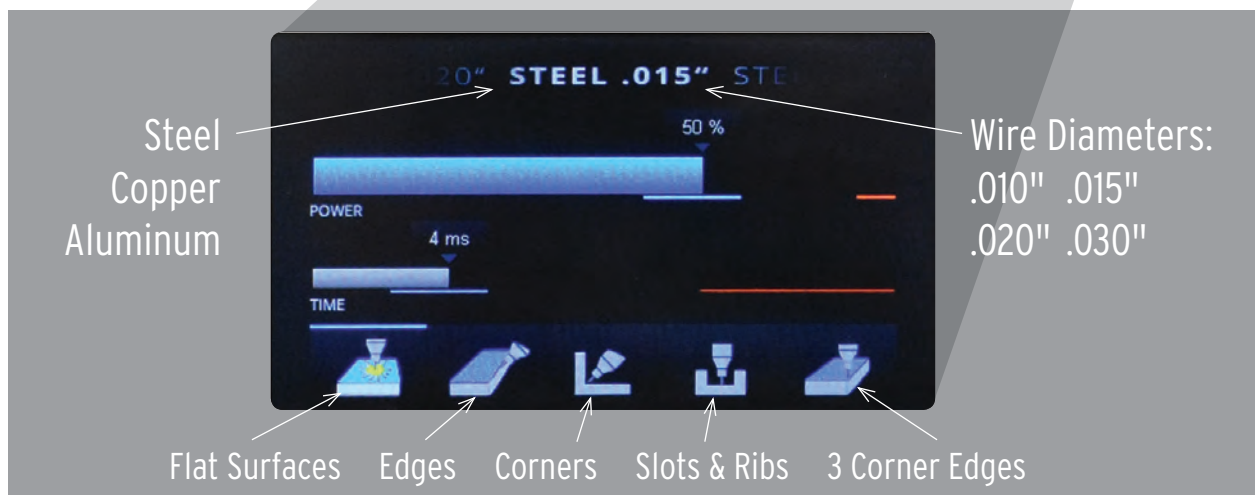 20" STEEL .015" STE
50 %
POWER
4 ms
TIME
Steel
Copper
Aluminum
Wire Diameters:
.010" .015"
.020" .030"
Flat Surfaces Edges Corners Slots & Ribs 3 Corner Edges